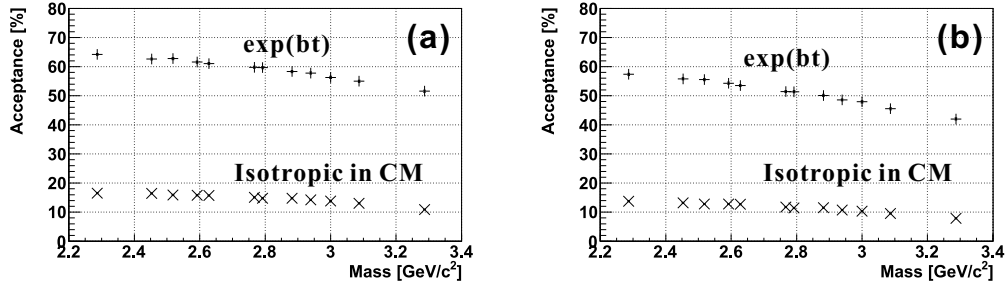 Acceptance [%]
80
70
60
50
40
30
20
10
0
(a)
exp(bt)
Isotropic in CM
2.2 2.4 2.6 2.8 3 3.2 3.4
Mass [GeV/c²]
Acceptance [%]
80
70
60
50
40
30
20
10
0
(b)
exp(bt)
Isotropic in CM
2.2 2.4 2.6 2.8 3 3.2 3.4
Mass [GeV/c²]